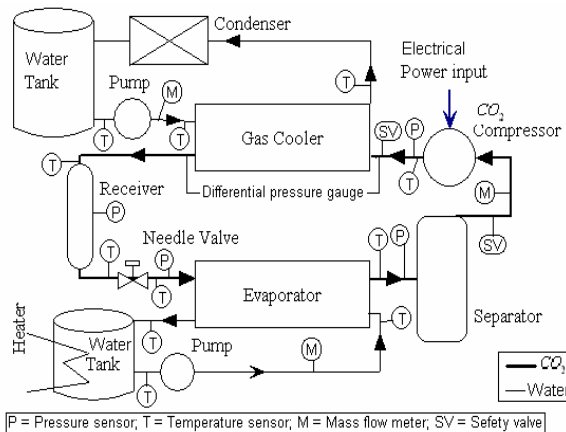 Condenser
Water
Tank
Pump
M
T
T
T
Electrical
Power input
CO2
Compressor
Gas Cooler
SV
P
T
M
T
Differential pressure gauge
Receiver
P
SV
Needle Valve
T
P
T
T
P
Evaporator
Separator
Heater
Water
Tank
T
T
Pump
M
T
CO2
Water
P = Pressure sensor; T = Temperature sensor; M = Mass flow meter; SV = Sefety valve